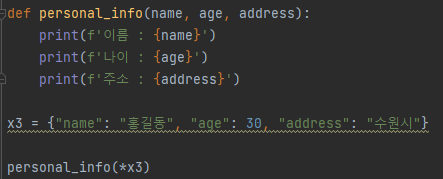 def personal_info(name, age, address):
    print(f'이름 : {name}')
    print(f'나이 : {age}')
    print(f'주소 : {address}')
x3 = {"name": "홍길동", "age": 30, "address": "수원시"}
personal_info(*x3)